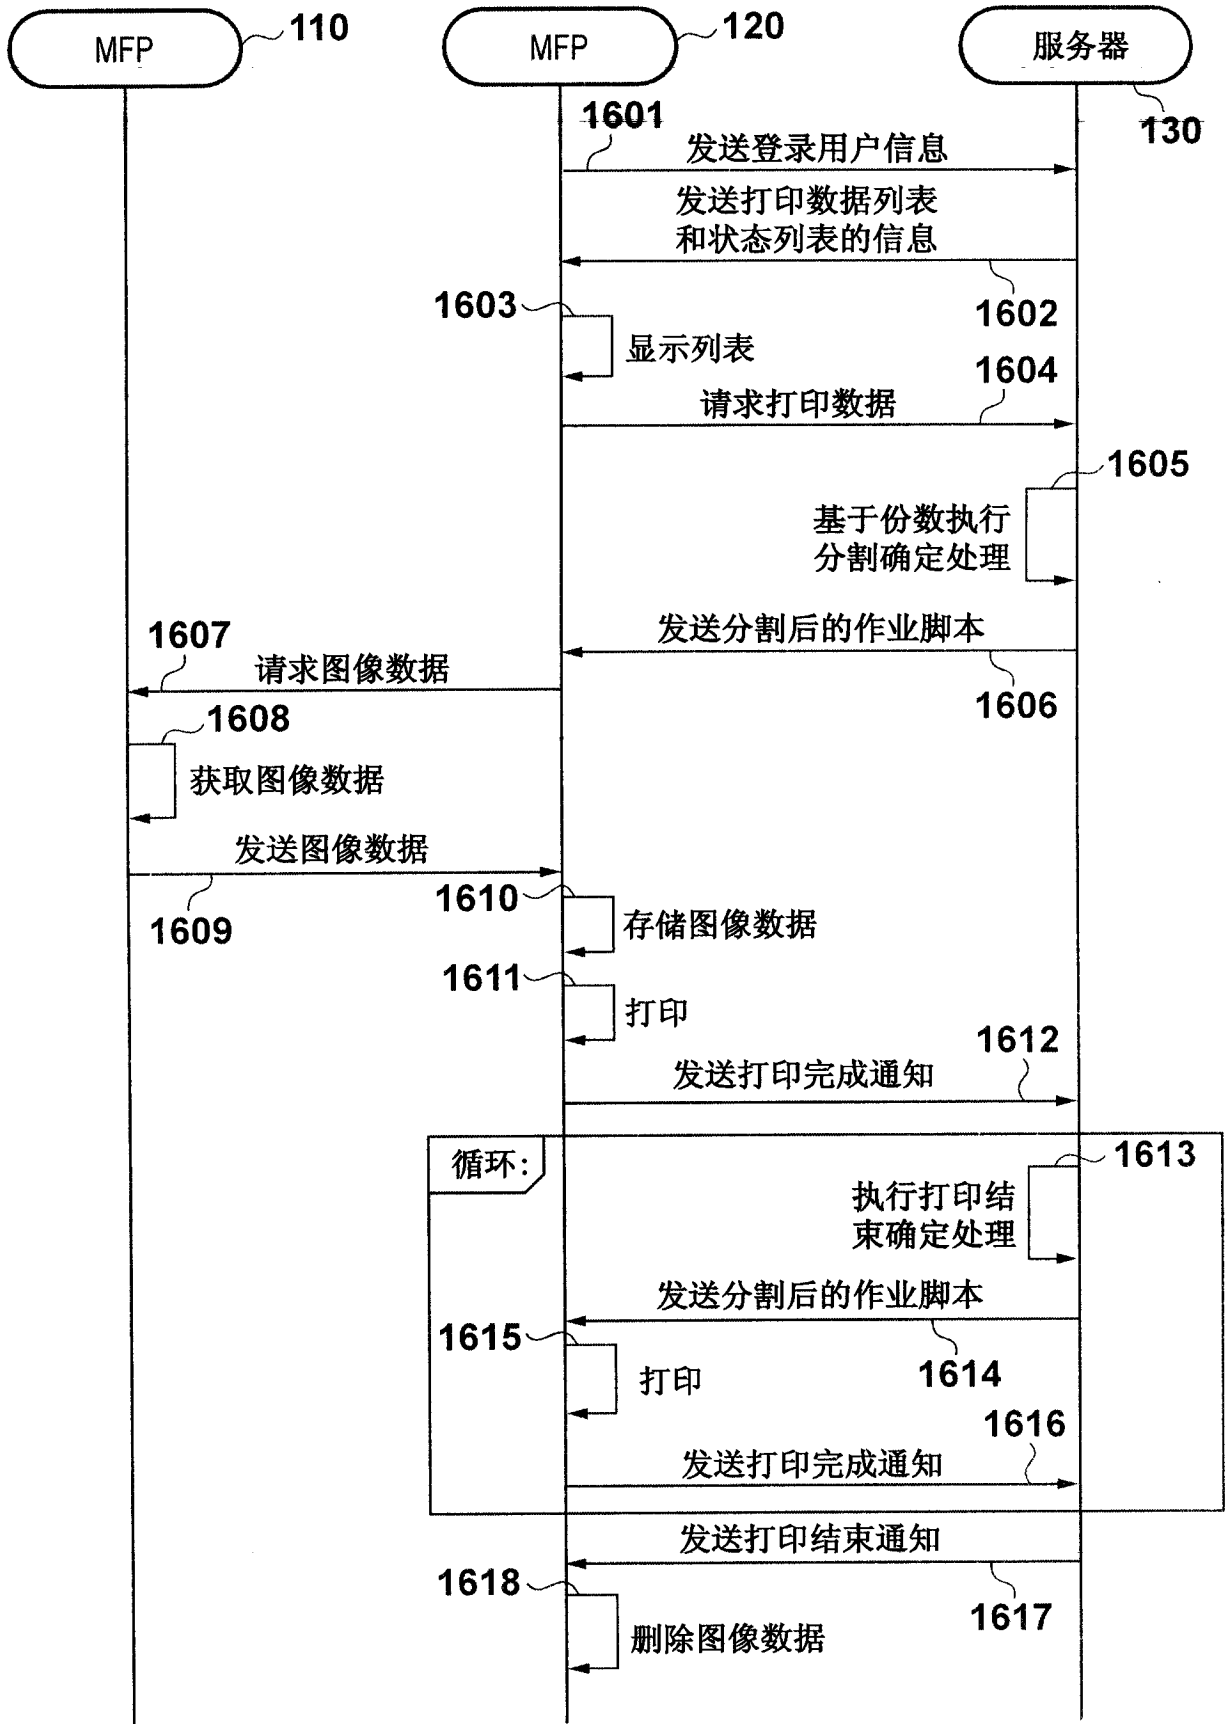 MFP
110
MFP
120
服务器
130
1601
发送登录用户信息
发送打印数据列表
和状态列表的信息
1602
1603
显示列表
1604
请求打印数据
1605
基于份数执行
分割确定处理
发送分割后的作业脚本
1606
1607
请求图像数据
1608
获取图像数据
发送图像数据
1609
1610
存储图像数据
1611
打印
1612
发送打印完成通知
循环:
1613
执行打印结
束确定处理
发送分割后的作业脚本
1614
1615
打印
1616
发送打印完成通知
发送打印结束通知
1617
1618
删除图像数据